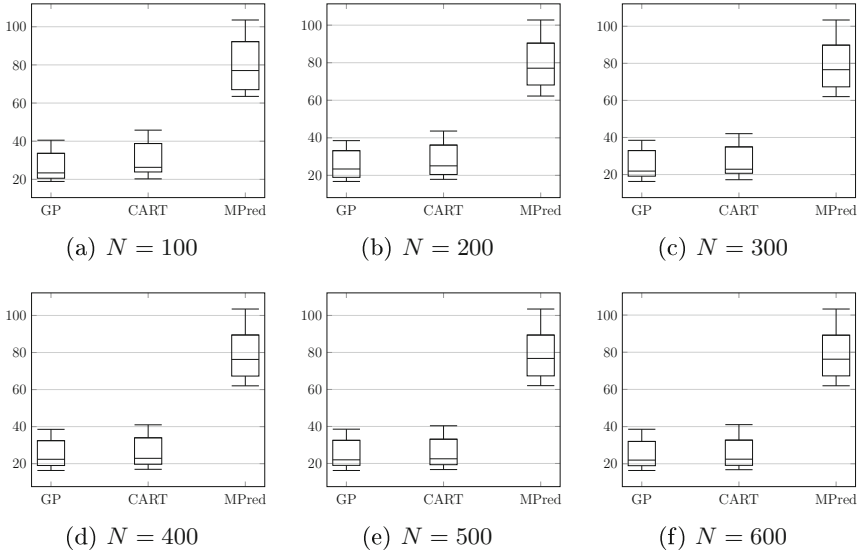 100
80
60
40
20
GP CART MPred
(a) N = 100
100
80
60
40
20
GP CART MPred
(b) N = 200
100
80
60
40
20
GP CART MPred
(c) N = 300
100
80
60
40
20
GP CART MPred
(d) N = 400
100
80
60
40
20
GP CART MPred
(e) N = 500
100
80
60
40
20
GP CART MPred
(f) N = 600